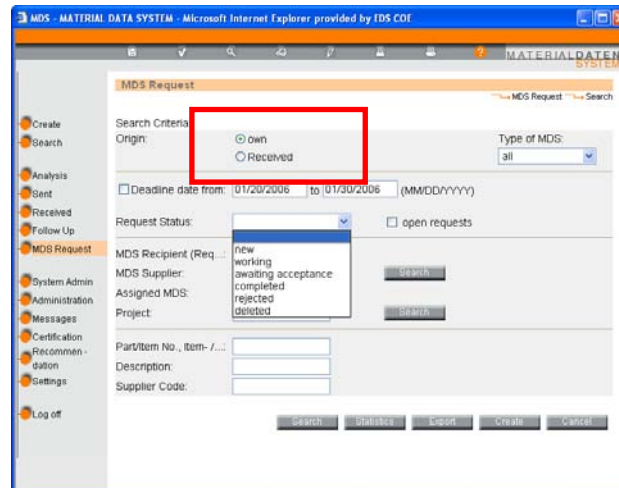 MDS - MATERIAL DATA SYSTEM - Microsoft Internet Explorer provided by EDS COE
MATERIALDATEN
SYSTEM
MDS Request
MDS Request Search
Create
Search
Analysis
Sent
Received
Follow Up
MDS Request
System Admin
Administration
Messages
Certification
Recommen-
dation
Settings
Log off
Search Criteria
Origin: own Type of MDS:
Received all
Deadline date from: 01/20/2006 to 01/30/2006 (MM/DD/YYYY)
Request Status: open requests
new
working
awaiting acceptance
completed
rejected
deleted
MDS Recipient (Req...:
MDS Supplier: Search
Assigned MDS:
Project: Search
Part/Item No., Item- /...:
Description:
Supplier Code:
Search Statistics Export Create Cancel